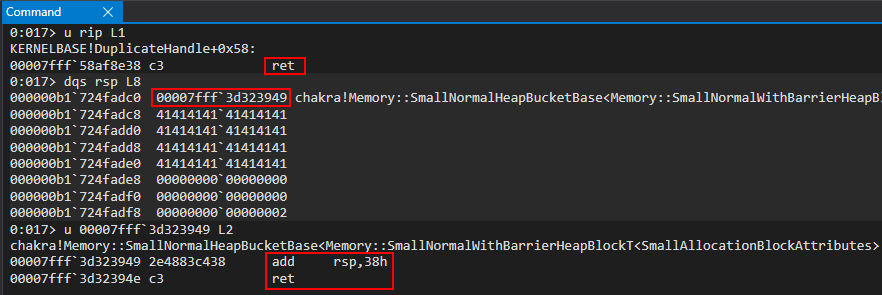 Command
0:017> u rip L1
KERNELBASE!DuplicateHandle+0x58:
00007fff`58af8e38 c3 ret
0:017> dqs rsp L8
000000b1`724fadc0 00007fff`3d323949 chakra!Memory::SmallNormalHeapBucketBase<Memory::SmallNormalWithBarrierHeapBl
000000b1`724fadc8 41414141`41414141
000000b1`724fadd0 41414141`41414141
000000b1`724fadd8 41414141`41414141
000000b1`724fade0 41414141`41414141
000000b1`724fade8 00000000`00000000
000000b1`724fadf0 00000000`00000000
000000b1`724fadf8 00000000`00000002
0:017> u 00007fff`3d323949 L2
chakra!Memory::SmallNormalHeapBucketBase<Memory::SmallNormalWithBarrierHeapBlockT<SmallAllocationBlockAttributes>
00007fff`3d323949 2e4883c438 add rsp,38h
00007fff`3d32394e c3 ret